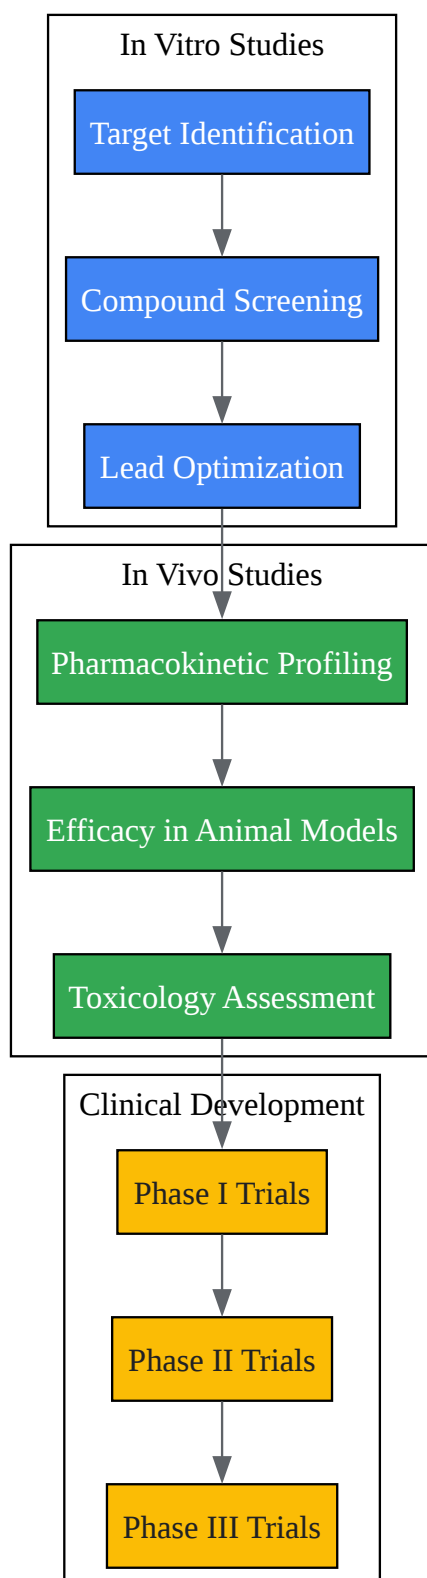 In Vitro Studies
Target Identification
Compound Screening
Lead Optimization
In Vivo Studies
Pharmacokinetic Profiling
Efficacy in Animal Models
Toxicology Assessment
Clinical Development
Phase I Trials
Phase II Trials
Phase III Trials